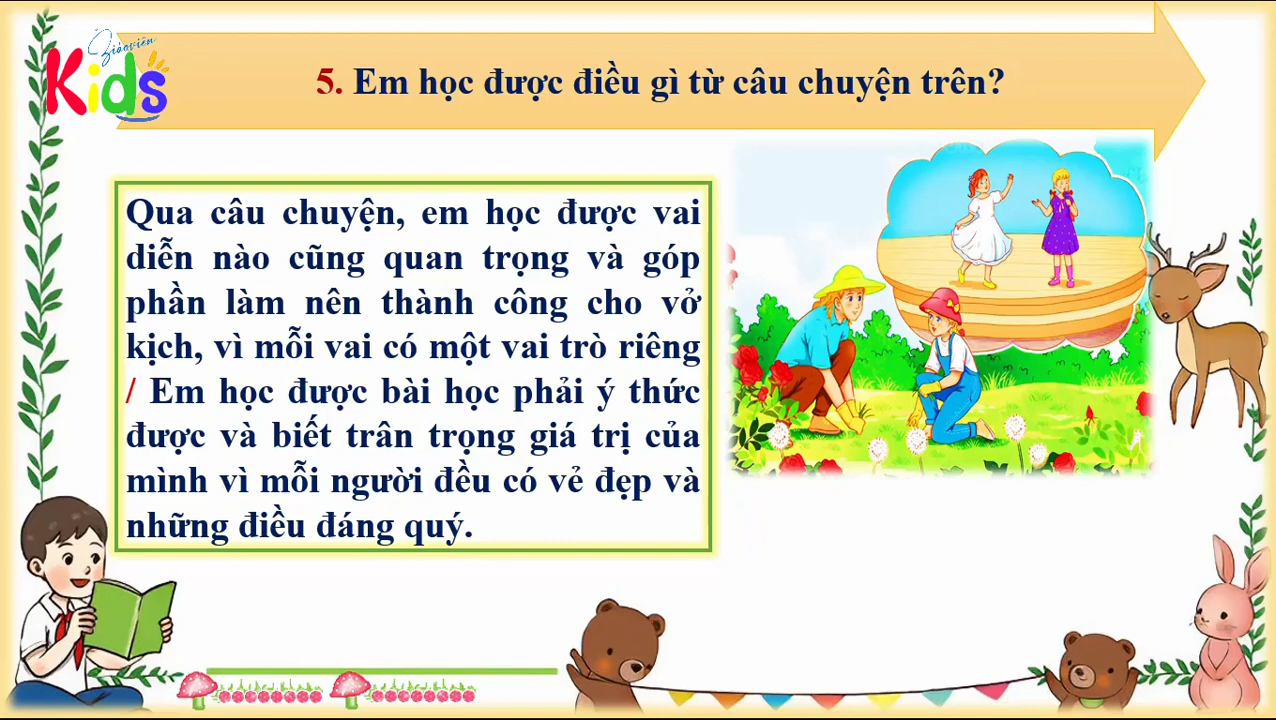 Giáo viên
Kids
5. Em học được điều gì từ câu chuyện trên?
Qua câu chuyện, em học được vai
diễn nào cũng quan trọng và góp
phần làm nên thành công cho vở
kịch, vì mỗi vai có một vai trò riêng
/ Em học được bài học phải ý thức
được và biết trân trọng giá trị của
mình vì mỗi người đều có vẻ đẹp và
những điều đáng quý.